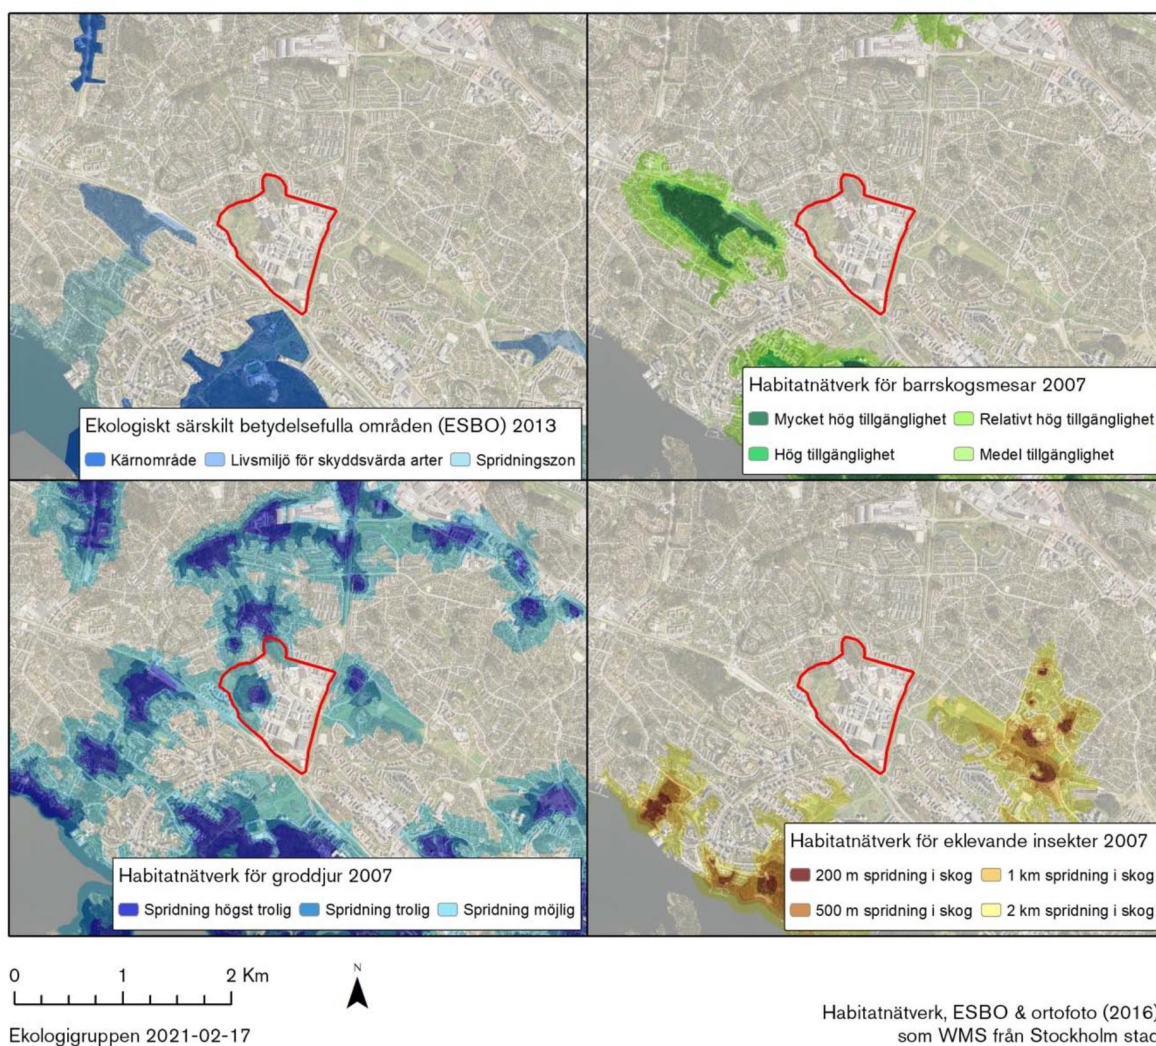 Ekologiskt särskilt betydelsefulla områden (ESBO) 2013
Kärnområde Livsmiljö för skyddsvärda arter Spridningszon
Habitatnätverk för barrskogsmesar 2007
Mycket hög tillgänglighet Relativt hög tillgänglighet
Hög tillgänglighet Medel tillgänglighet
Habitatnätverk för groddjur 2007
Spridning högst trolig Spridning trolig Spridning möjlig
Habitatnätverk för eklevande insekter 2007
200 m spridning i skog 1 km spridning i skog
500 m spridning i skog 2 km spridning i skog
0 1 2 Km
N
Ekologigruppen 2021-02-17
Habitatnätverk, ESBO & ortofoto (2016)
som WMS från Stockholm stad